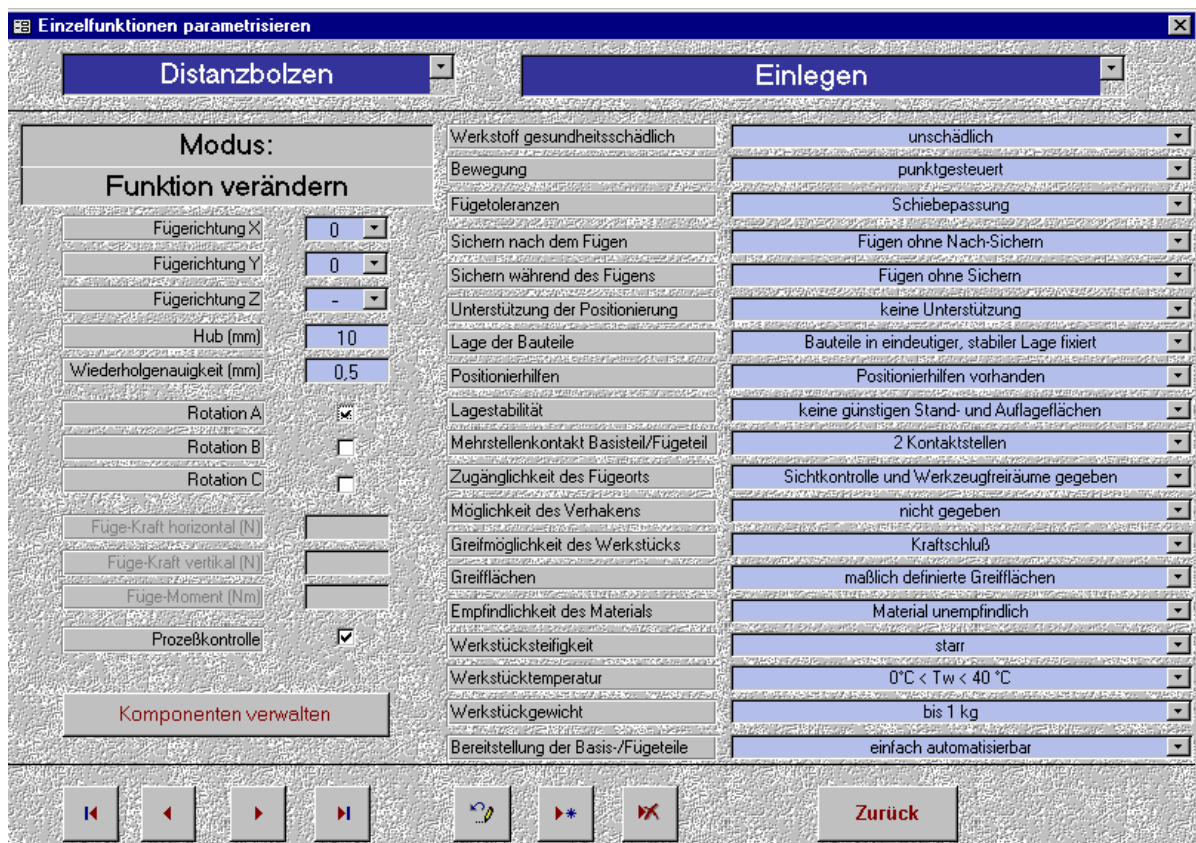 Einzelfunktionen parametrisieren
Distanzbolzen
Einlegen
Modus:
Funktion verändern
Fügerichtung X 0
Fügerichtung Y 0
Fügerichtung Z -
Hub (mm) 10
Wiederholgenauigkeit (mm) 0,5
Rotation A
Rotation B
Rotation C
Füge-Kraft horizontal (N)
Füge-Kraft vertikal (N)
Füge-Moment (Nm)
Prozeßkontrolle
Komponenten verwalten
Werkstoff gesundheitsschädlich unschädlich
Bewegung punktgesteuert
Fügetoleranzen Schiebepassung
Sichern nach dem Fügen Fügen ohne Nach-Sichern
Sichern während des Fügens Fügen ohne Sichern
Unterstützung der Positionierung keine Unterstützung
Lage der Bauteile Bauteile in eindeutiger, stabiler Lage fixiert
Positionierhilfen Positionierhilfen vorhanden
Lagestabilität keine günstigen Stand- und Auflageflächen
Mehrstellenkontakt Basisteil/Fügeteil 2 Kontaktstellen
Zugänglichkeit des Fügeorts Sichtkontrolle und Werkzeugfreiräume gegeben
Möglichkeit des Verhakens nicht gegeben
Greifmöglichkeit des Werkstücks Kraftschluß
Greifflächen maßlich definierte Greifflächen
Empfindlichkeit des Materials Material unempfindlich
Werkstücksteifigkeit starr
Werkstücktemperatur 0°C < Tw < 40 °C
Werkstückgewicht bis 1 kg
Bereitstellung der Basis-/Fügeteile einfach automatisierbar
Zurück